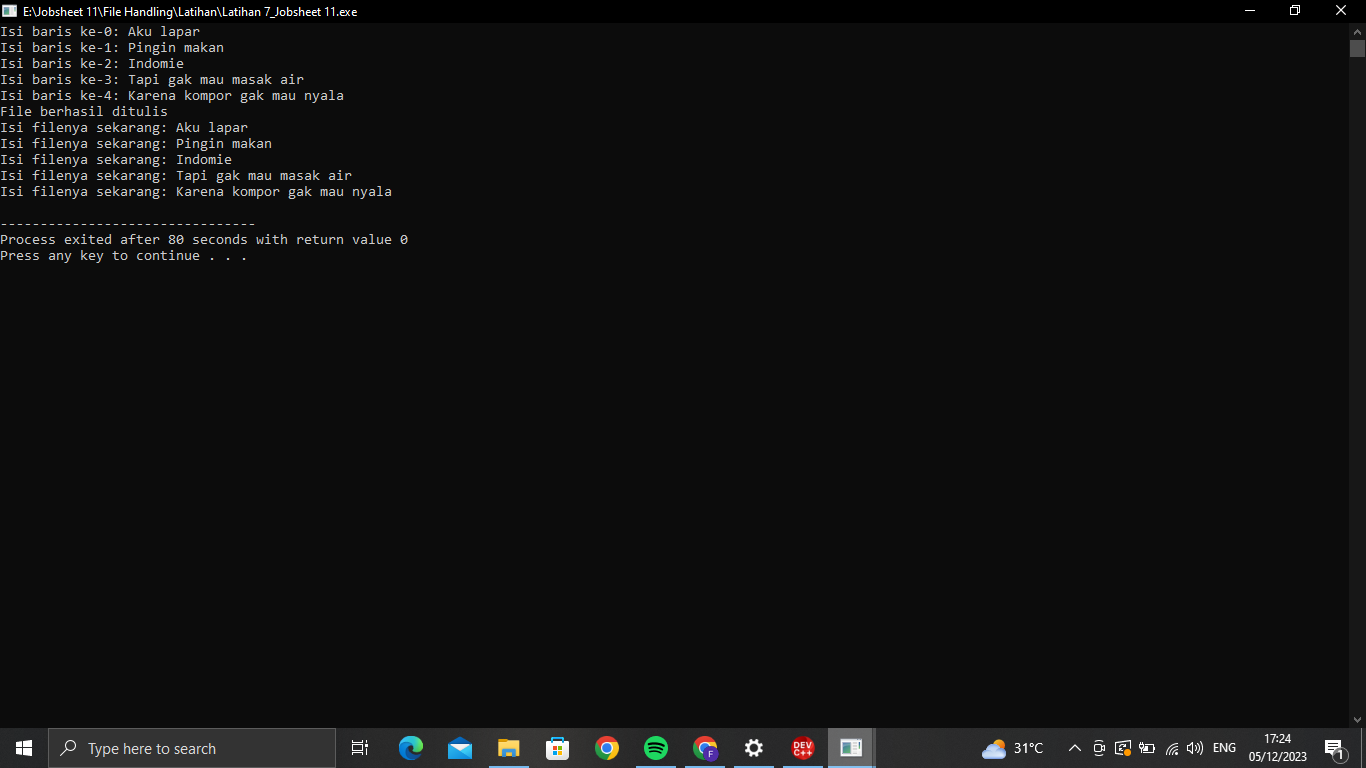 E:\Jobsheet 11\File Handling\Latihan\Latihan 7_Jobsheet 11.exe
Isi baris ke-0: Aku lapar
Isi baris ke-1: Pingin makan
Isi baris ke-2: Indomie
Isi baris ke-3: Tapi gak mau masak air
Isi baris ke-4: Karena kompor gak mau nyala
File berhasil ditulis
Isi filenya sekarang: Aku lapar
Isi filenya sekarang: Pingin makan
Isi filenya sekarang: Indomie
Isi filenya sekarang: Tapi gak mau masak air
Isi filenya sekarang: Karena kompor gak mau nyala
--------------------------------
Process exited after 80 seconds with return value 0
Press any key to continue . . .
Type here to search
F
DEV C++
31°C
ENG
17:24
05/12/2023
1